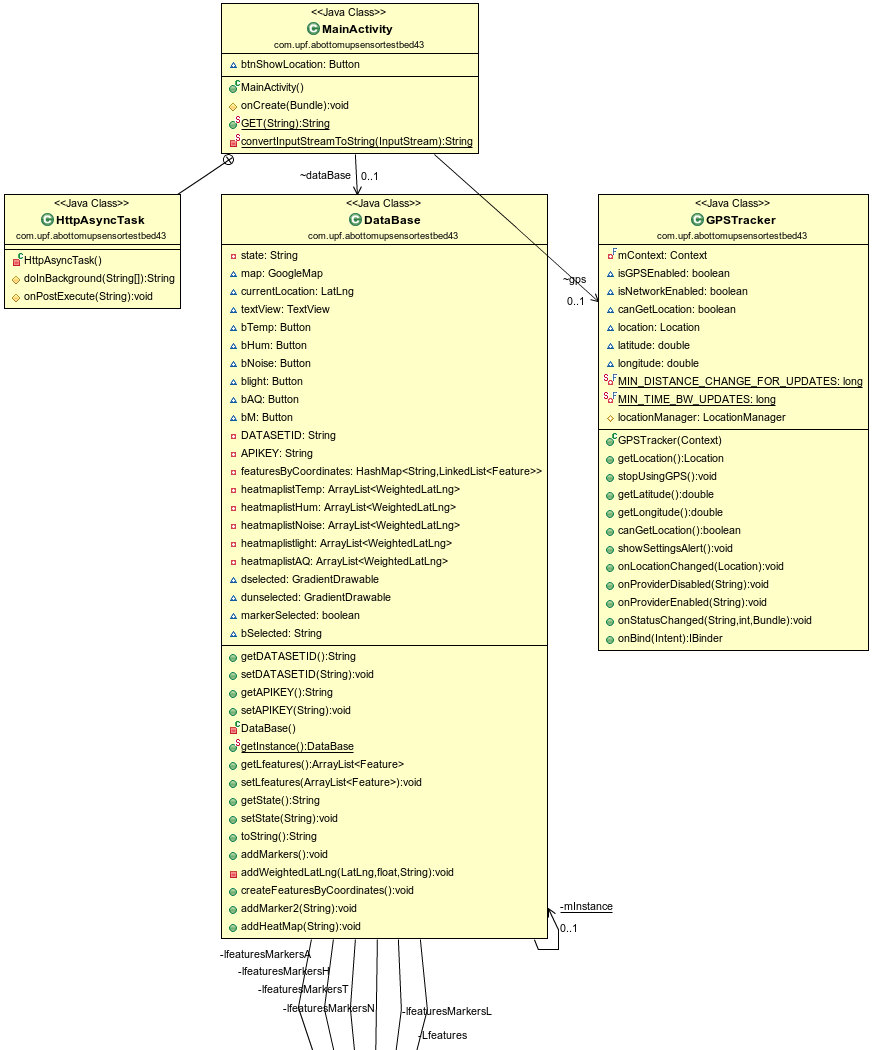 <<Java Class>>
MainActivity
com.upf.abottomupsensortestbed43
btnShowLocation: Button
MainActivity()
onCreate(Bundle):void
GET(String):String
convertInputStreamToString(InputStream):String
~dataBase
0..1
~gps
0..1
<<Java Class>>
HttpAsyncTask
com.upf.abottomupsensortestbed43
HttpAsyncTask()
doInBackground(String[]):String
onPostExecute(String):void
<<Java Class>>
DataBase
com.upf.abottomupsensortestbed43
state: String
map: GoogleMap
currentLocation: LatLng
textView: TextView
bTemp: Button
bHum: Button
bNoise: Button
blight: Button
bAQ: Button
bM: Button
DATASETID: String
APIKEY: String
featuresByCoordinates: HashMap<String,LinkedList<Feature>>
heatmaplistTemp: ArrayList<WeightedLatLng>
heatmaplistHum: ArrayList<WeightedLatLng>
heatmaplistNoise: ArrayList<WeightedLatLng>
heatmaplistlight: ArrayList<WeightedLatLng>
heatmaplistAQ: ArrayList<WeightedLatLng>
dselected: GradientDrawable
dunselected: GradientDrawable
markerSelected: boolean
bSelected: String
getDATASETID():String
setDATASETID(String):void
getAPIKEY():String
setAPIKEY(String):void
DataBase()
getInstance():DataBase
getLfeatures():ArrayList<Feature>
setLfeatures(ArrayList<Feature>):void
getState():String
setState(String):void
toString():String
addMarkers():void
addWeightedLatLng(LatLng,float,String):void
createFeaturesByCoordinates():void
addMarker2(String):void
addHeatMap(String):void
<<Java Class>>
GPSTracker
com.upf.abottomupsensortestbed43
mContext: Context
isGPSEnabled: boolean
isNetworkEnabled: boolean
canGetLocation: boolean
location: Location
latitude: double
longitude: double
MIN_DISTANCE_CHANGE_FOR_UPDATES: long
MIN_TIME_BW_UPDATES: long
locationManager: LocationManager
GPSTracker(Context)
getLocation():Location
stopUsingGPS():void
getLatitude():double
getLongitude():double
canGetLocation():boolean
showSettingsAlert():void
onLocationChanged(Location):void
onProviderDisabled(String):void
onProviderEnabled(String):void
onStatusChanged(String,int,Bundle):void
onBind(Intent):IBinder
-mInstance
0..1
-lfeaturesMarkersA
-lfeaturesMarkersH
-lfeaturesMarkersT
-lfeaturesMarkersN
-lfeaturesMarkersL
-Lfeatures